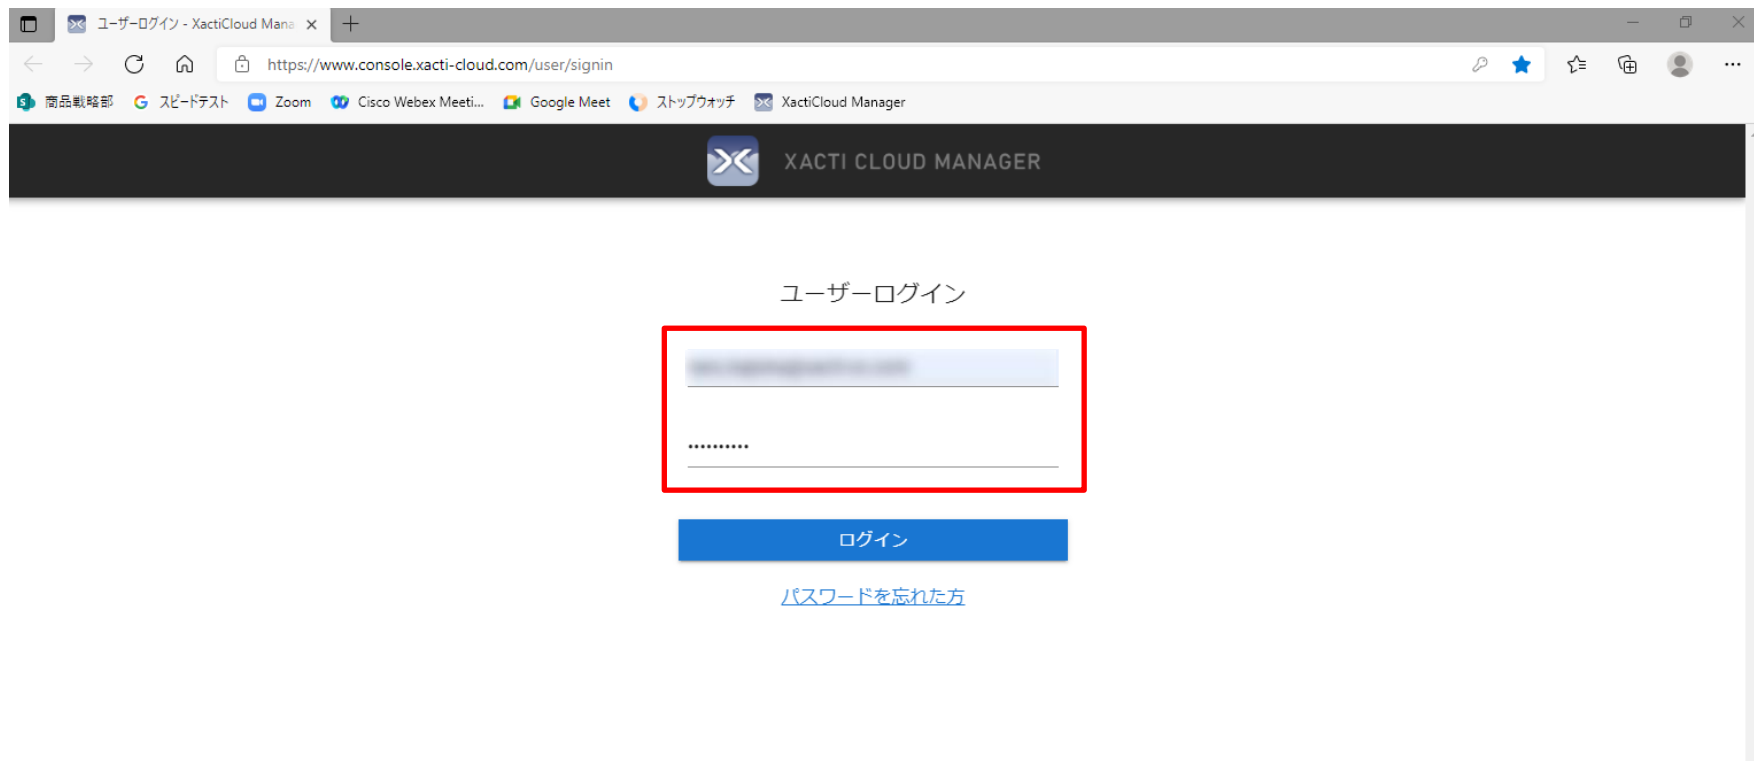 ユーザーログイン - XactiCloud Mana
https://www.console.xacti-cloud.com/user/signin
商品戦略部 スピードテスト Zoom Cisco Webex Meeti... Google Meet ストップウォッチ XactiCloud Manager
XACTI CLOUD MANAGER
ユーザーログイン
••••••••••
ログイン
パスワードを忘れた方